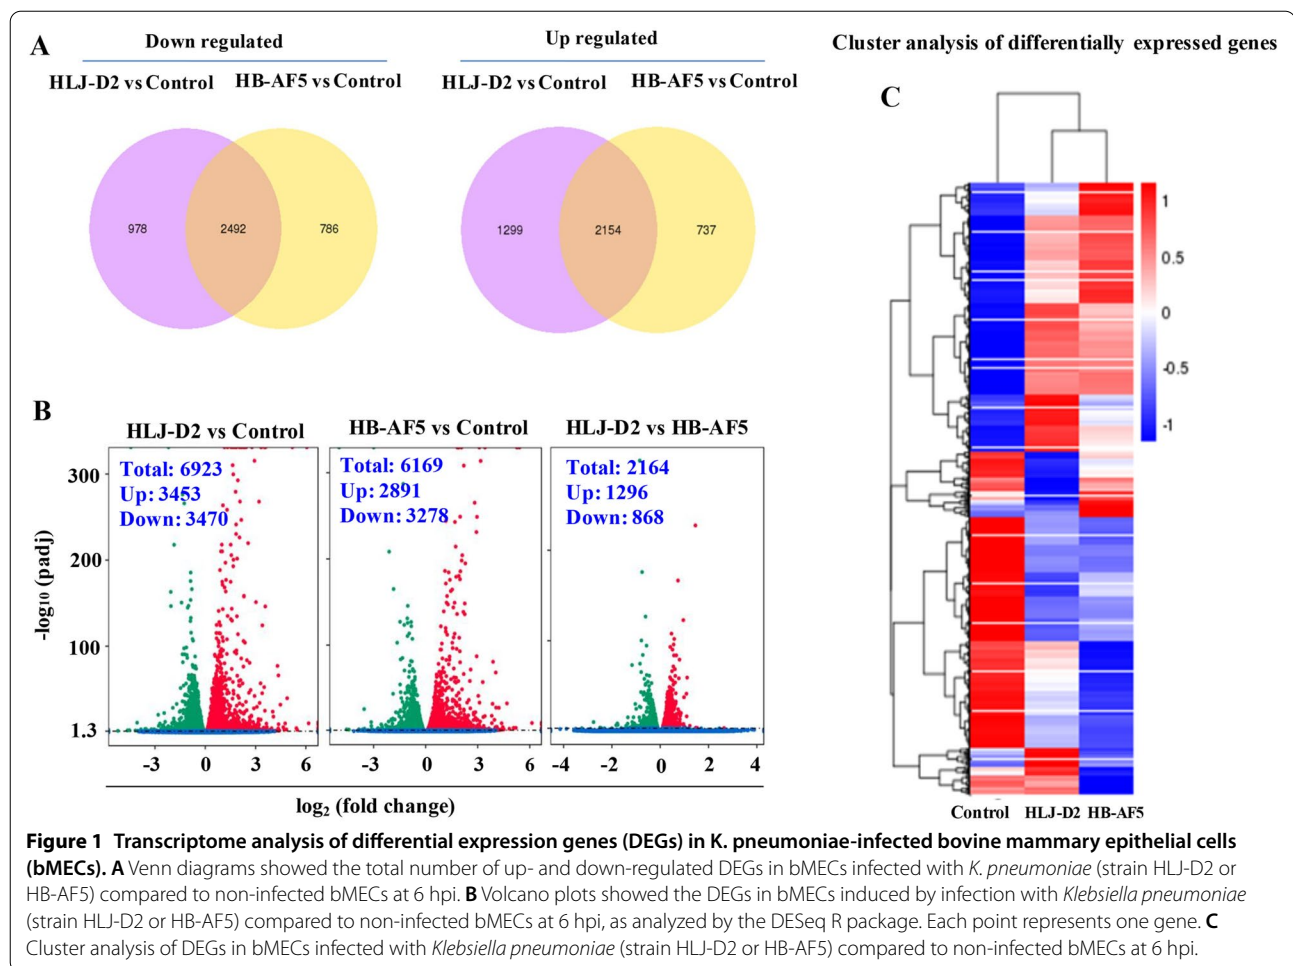 A
Down regulated
HLJ-D2 vs Control HB-AF5 vs Control
978 2492 786
Up regulated
HLJ-D2 vs Control HB-AF5 vs Control
1299 2154 737
B
HLJ-D2 vs Control
Total: 6923
Up: 3453
Down: 3470
HB-AF5 vs Control
Total: 6169
Up: 2891
Down: 3278
HLJ-D2 vs HB-AF5
Total: 2164
Up: 1296
Down: 868
-log10 (padj)
300
200
100
1.3
-3 0 3 6
-3 0 3 6
-4 -2 0 2 4
log2 (fold change)
Cluster analysis of differentially expressed genes
C
1
0.5
0
-0.5
-1
Control HLJ-D2 HB-AF5
Figure 1 Transcriptome analysis of differential expression genes (DEGs) in K. pneumoniae-infected bovine mammary epithelial cells
(bMECs). A Venn diagrams showed the total number of up- and down-regulated DEGs in bMECs infected with K. pneumoniae (strain HLJ-D2 or
HB-AF5) compared to non-infected bMECs at 6 hpi. B Volcano plots showed the DEGs in bMECs induced by infection with Klebsiella pneumoniae
(strain HLJ-D2 or HB-AF5) compared to non-infected bMECs at 6 hpi, as analyzed by the DESeq R package. Each point represents one gene. C
Cluster analysis of DEGs in bMECs infected with Klebsiella pneumoniae (strain HLJ-D2 or HB-AF5) compared to non-infected bMECs at 6 hpi.